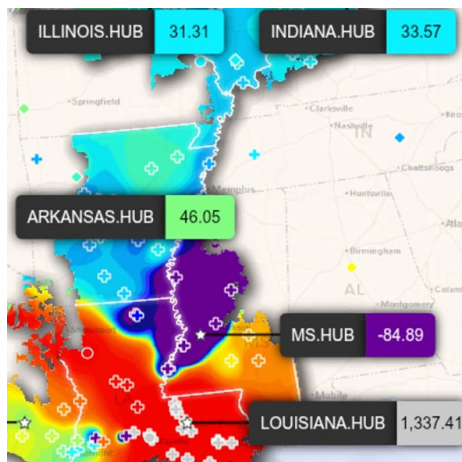 ILLINOIS.HUB 31.31 INDIANA.HUB 33.57
Springfield
Clarksville
Nashville
TN
Chattanooga
Memphis
Huntsville
ARKANSAS.HUB 46.05
Birmingham
AL
Montgomery
MS.HUB -84.89
Mobile
LOUISIANA.HUB 1,337.41